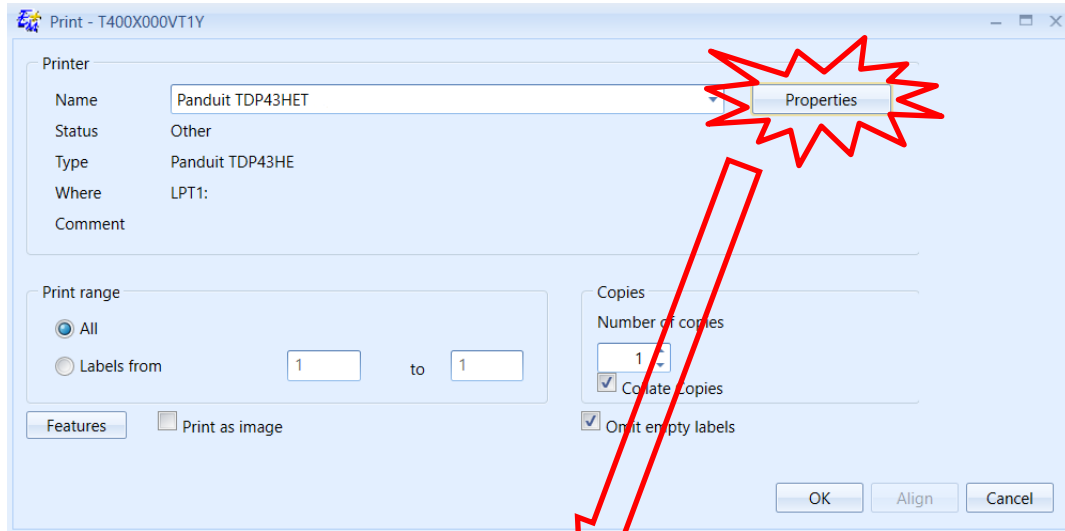 Print - T400X000VT1Y
Printer
Name Panduit TDP43HET Properties
Status Other
Type Panduit TDP43HE
Where LPT1:
Comment
Print range
Copies
All
Number of copies
1
Labels from 1 to 1
Collate Copies
Features Print as image
Omit empty labels
OK Align Cancel